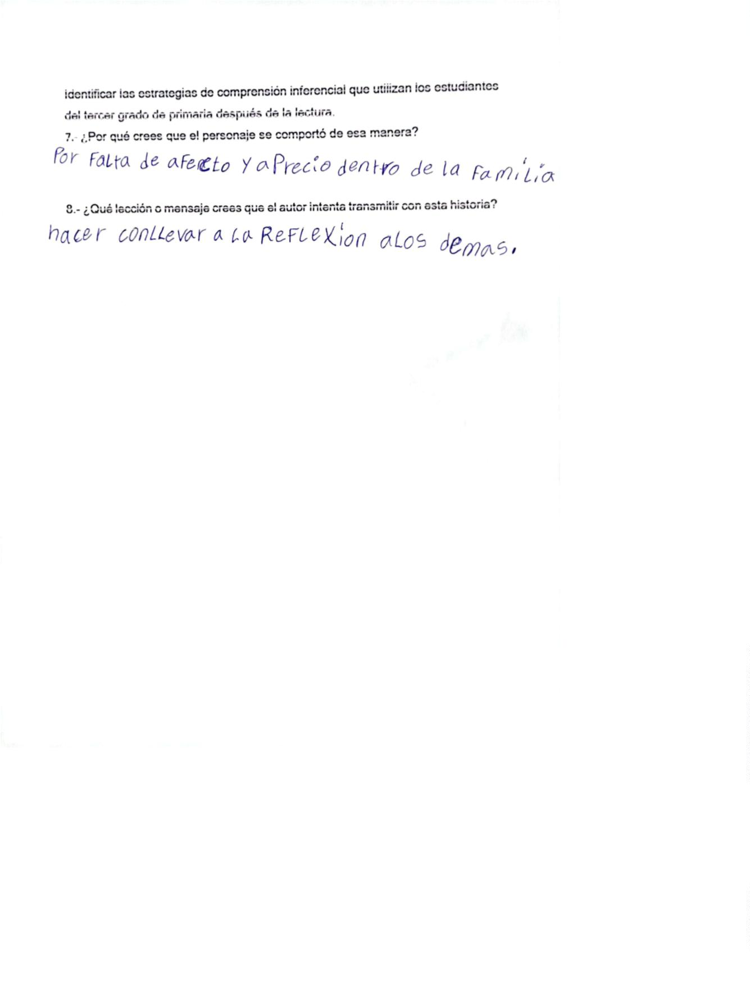 identificar las estrategias de comprensión inferencial que utilizan los estudiantes
del tercer grado de primaria después de la lectura.
7.- ¿Por qué crees que el personaje se comportó de esa manera?
Por Falta de aFecto Y aPrecio dentro de la Familia
8.- ¿Qué lección o mensaje crees que el autor intenta transmitir con esta historia?
hacer conLLevar a La ReFLeXion aLos demas.